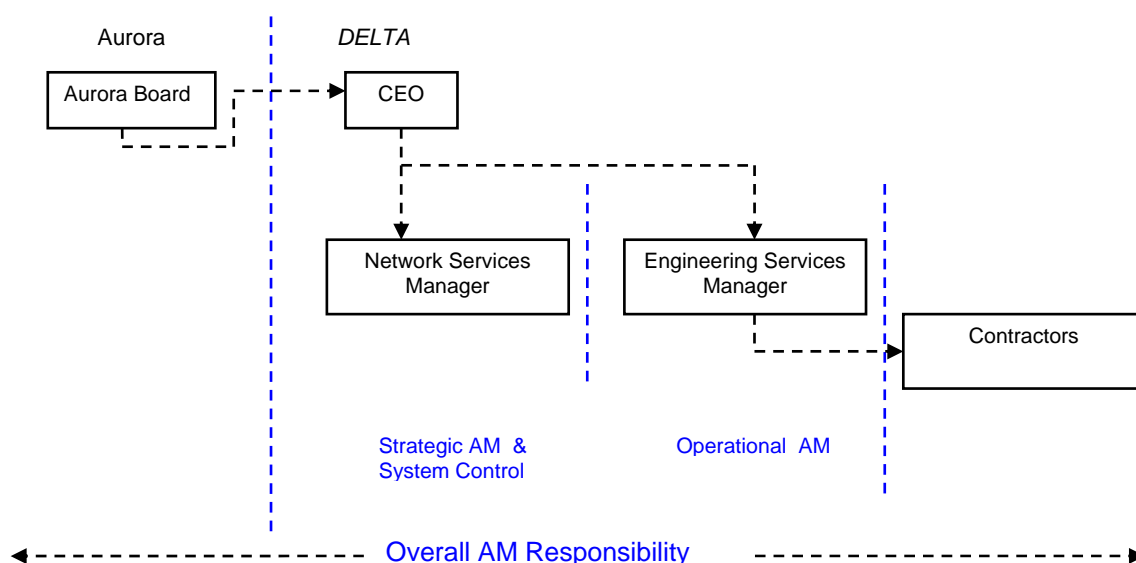 Aurora
DELTA
Aurora Board
CEO
Network Services
Manager
Engineering Services
Manager
Contractors
Strategic AM &
System Control
Operational AM
Overall AM Responsibility